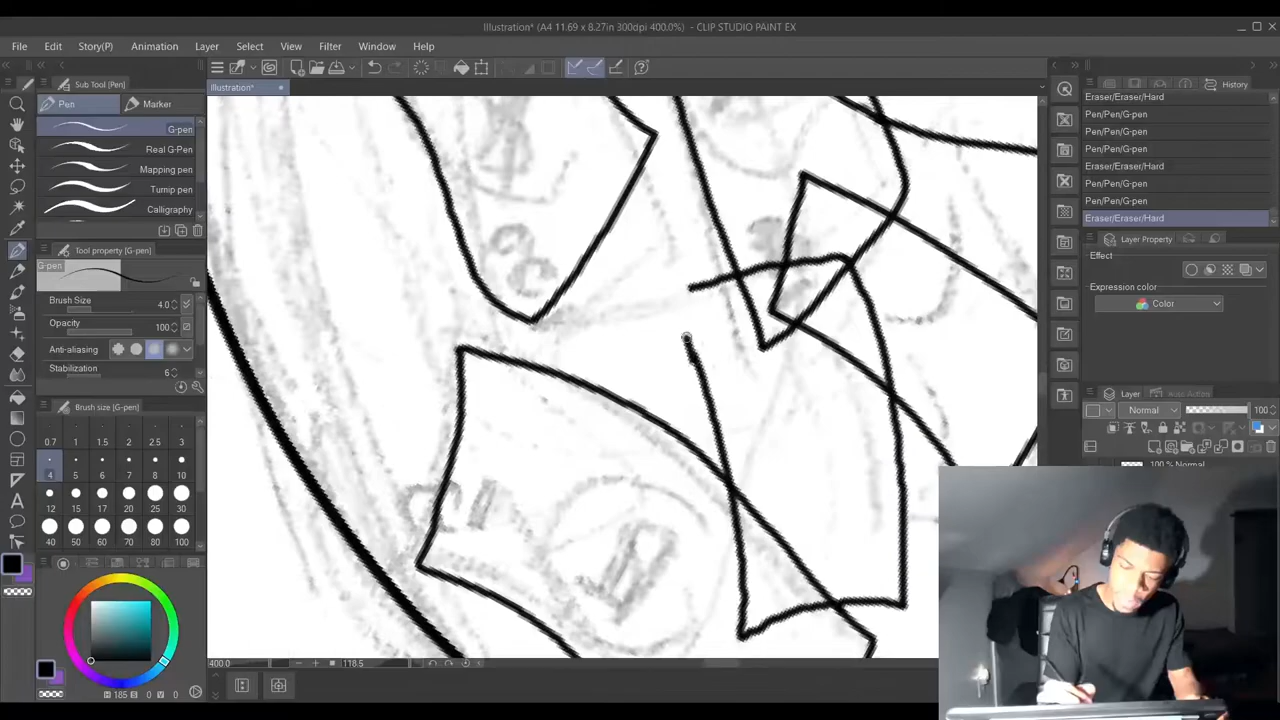 Illustration* (A4 11.69 x 8.27in 300dpi 400.0%) - CLIP STUDIO PAINT EX
File Edit Story(P) Animation Layer Select View Filter Window Help
Sub Tool [Pen]
Illustration*
History
Pen
Marker
G-pen
Real G-Pen
Mapping pen
Turnip pen
Calligraphy
Eraser/Eraser/Hard
Pen/Pen/G-pen
Pen/Pen/G-pen
Pen/Pen/G-pen
Eraser/Eraser/Hard
Pen/Pen/G-pen
Pen/Pen/G-pen
Eraser/Eraser/Hard
Tool property [G-pen]
G-pen
Brush Size 4.0
Opacity 100
Anti-aliasing
Stabilization 6
Layer Property
Effect
Expression color
Color
Brush size [G-pen]
0.7 1 1.5 2 2.5 3
4 5 6 7 8 10
12 15 17 20 25 30
40 50 60 70 80 100
Layer
Normal 100
100 % Normal
400.0
118.5
H 185 S 0 V 0